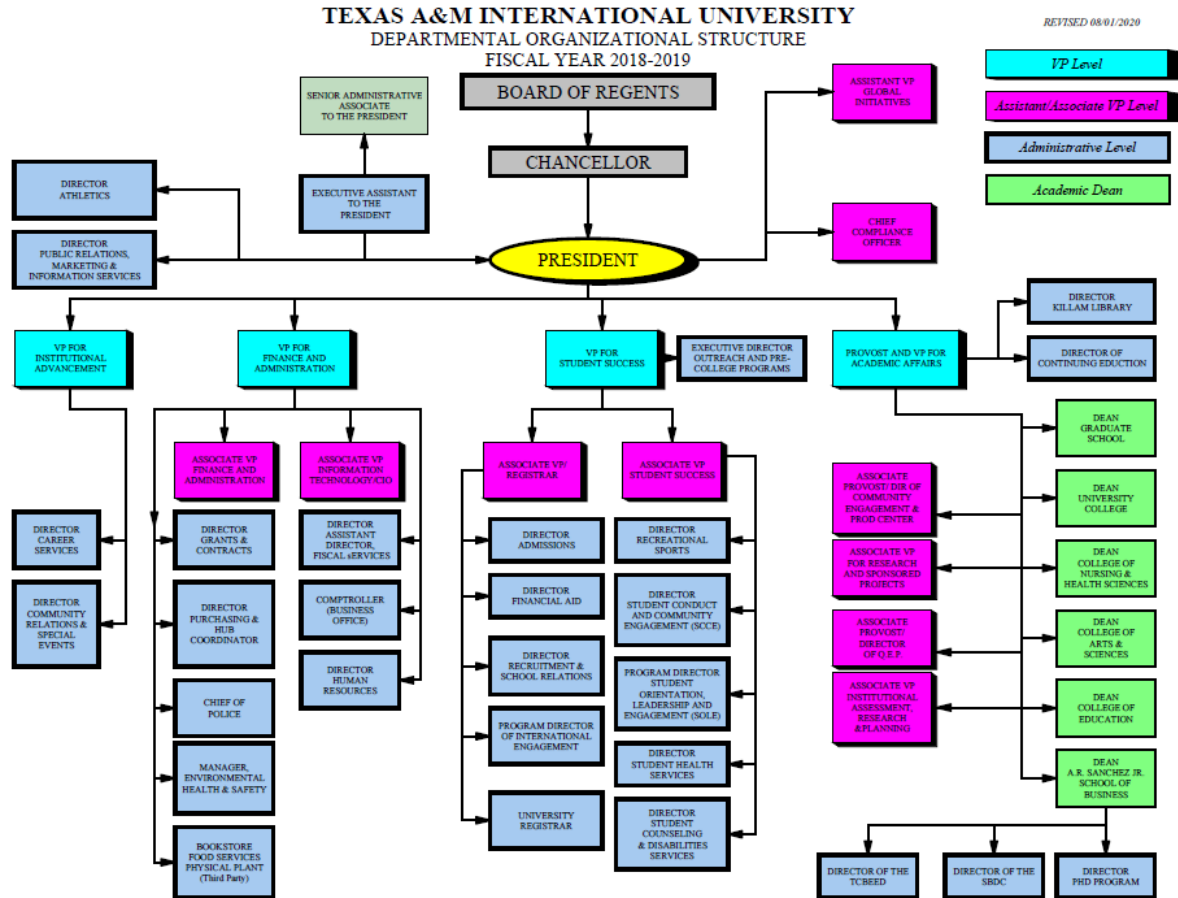 TEXAS A&M INTERNATIONAL UNIVERSITY
DEPARTMENTAL ORGANIZATIONAL STRUCTURE
FISCAL YEAR 2018-2019
REVISED 08/01/2020
VP Level
Assistant/Associate VP Level
Administrative Level
Academic Dean
SENIOR ADMINISTRATIVE
ASSOCIATE
TO THE PRESIDENT
BOARD OF REGENTS
ASSISTANT VP
GLOBAL
INITIATIVES
CHANCELLOR
DIRECTOR
ATHLETICS
EXECUTIVE ASSISTANT
TO THE
PRESIDENT
CHIEF
COMPLIANCE
OFFICER
DIRECTOR
PUBLIC RELATIONS,
MARKETING &
INFORMATION SERVICES
PRESIDENT
DIRECTOR
KILLAM LIBRARY
VP FOR
INSTITUTIONAL
ADVANCEMENT
VP FOR
FINANCE AND
ADMINISTRATION
VP FOR
STUDENT SUCCESS
EXECUTIVE DIRECTOR
OUTREACH AND PRE-
COLLEGE PROGRAMS
PROVOST AND VP FOR
ACADEMIC AFFAIRS
DIRECTOR OF
CONTINUING EDUCTION
DIRECTOR
CAREER
SERVICES
DIRECTOR
COMMUNITY
RELATIONS &
SPECIAL
EVENTS
ASSOCIATE VP
FINANCE AND
ADMINISTRATION
DIRECTOR
GRANTS &
CONTRACTS
DIRECTOR
PURCHASING &
HUB
COORDINATOR
CHIEF OF
POLICE
MANAGER,
ENVIRONMENTAL
HEALTH & SAFETY
BOOKSTORE
FOOD SERVICES
PHYSICAL PLANT
(Third Party)
ASSOCIATE VP
INFORMATION
TECHNOLOGY/CIO
DIRECTOR
ASSISTANT
DIRECTOR,
FISCAL sERVICES
COMPTROLLER
(BUSINESS
OFFICE)
DIRECTOR
HUMAN
RESOURCES
ASSOCIATE VP/
REGISTRAR
DIRECTOR
ADMISSIONS
DIRECTOR
FINANCIAL AID
DIRECTOR
RECRUITMENT &
SCHOOL RELATIONS
PROGRAM DIRECTOR
OF INTERNATIONAL
ENGAGEMENT
UNIVERSITY
REGISTRAR
ASSOCIATE VP
STUDENT SUCCESS
DIRECTOR
RECREATIONAL
SPORTS
DIRECTOR
STUDENT CONDUCT
AND COMMUNITY
ENGAGEMENT (SCCE)
PROGRAM DIRECTOR
STUDENT
ORIENTATION,
LEADERSHIP AND
ENGAGEMENT (SOLE)
DIRECTOR
STUDENT HEALTH
SERVICES
DIRECTOR
STUDENT
COUNSELING
& DISABILITIES
SERVICES
ASSOCIATE
PROVOST/ DIR OF
COMMUNITY
ENGAGEMENT &
PROD CENTER
ASSOCIATE VP
FOR RESEARCH
AND SPONSORED
PROJECTS
ASSOCIATE
PROVOST/
DIRECTOR
OF Q.E.P.
ASSOCIATE VP
INSTITUTIONAL
ASSESSMENT,
RESEARCH
&PLANNING
DEAN
GRADUATE
SCHOOL
DEAN
UNIVERSITY
COLLEGE
DEAN
COLLEGE OF
NURSING &
HEALTH SCIENCES
DEAN
COLLEGE OF
ARTS &
SCIENCES
DEAN
COLLEGE OF
EDUCATION
DEAN
A.R. SANCHEZ JR.
SCHOOL OF
BUSINESS
DIRECTOR OF THE
TCBEED
DIRECTOR OF THE
SBDC
DIRECTOR
PHD PROGRAM